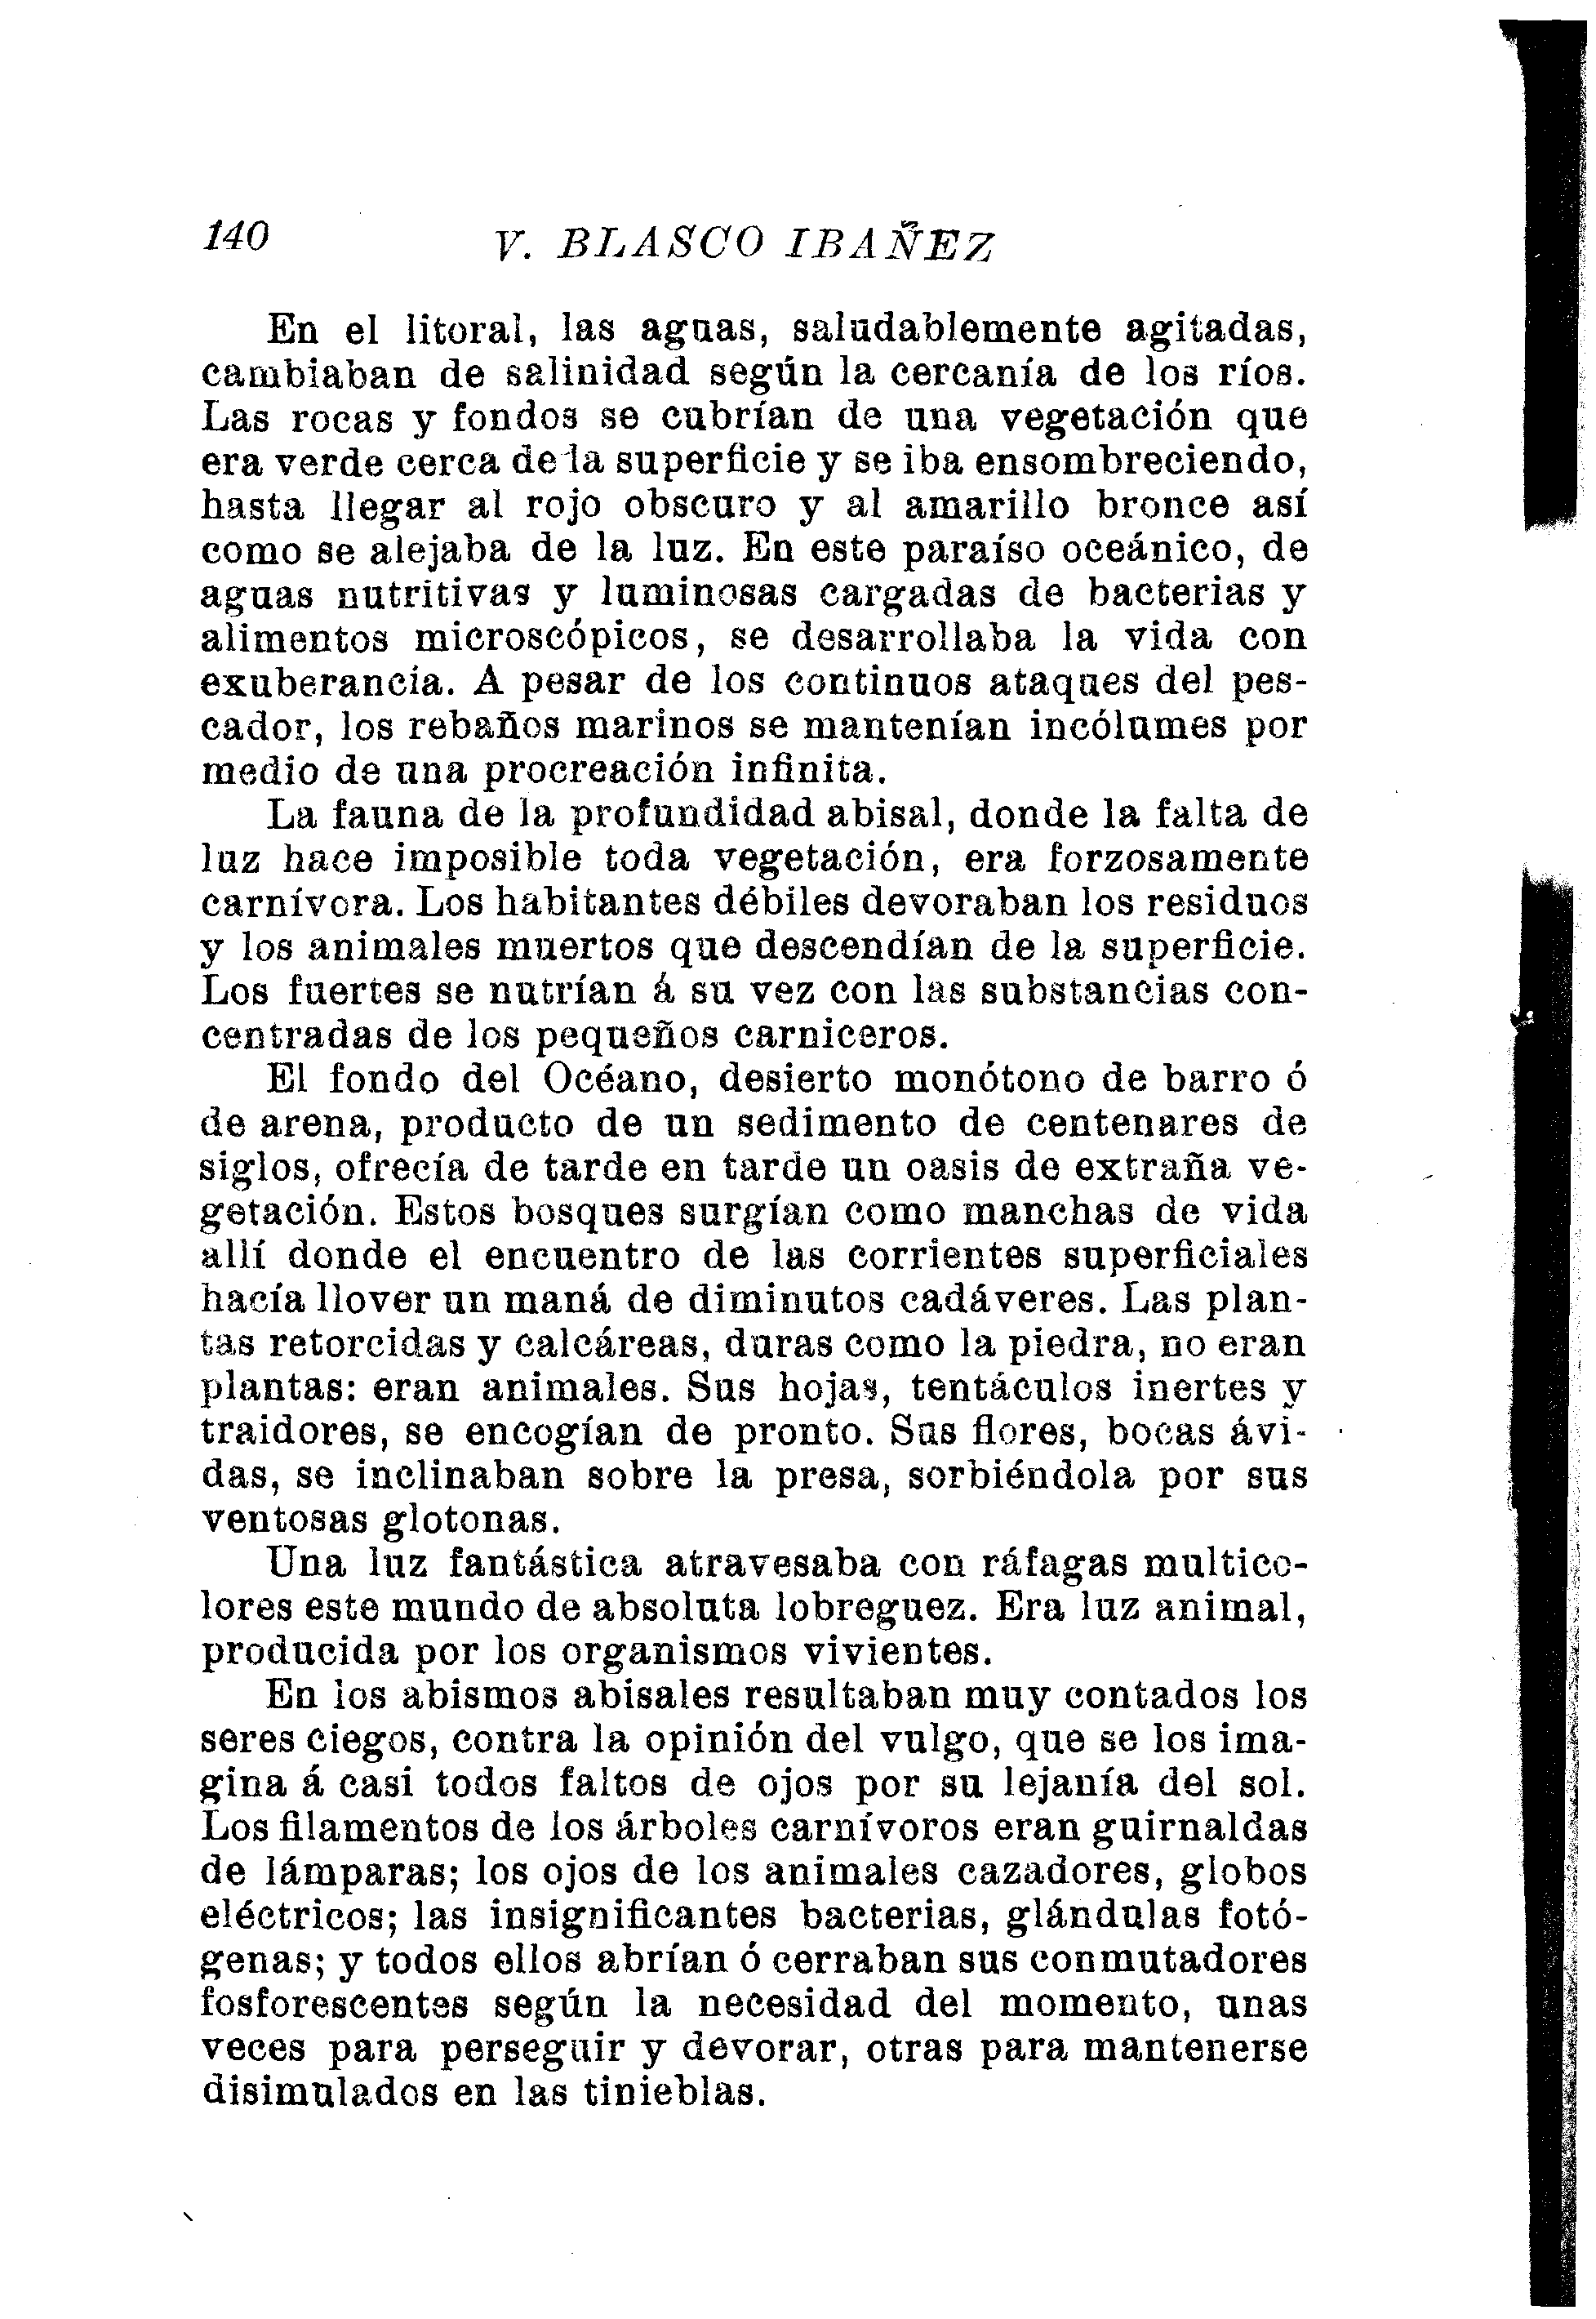 140
V. BLASCO IBAÑEZ
En el litoral, las aguas, saludablemente agitadas,
cambiaban de salinidad según la cercanía de los ríos.
Las rocas y fondos se cubrían de una vegetación que
era verde cerca de la superficie y se iba ensombreciendo,
hasta llegar al rojo obscuro y al amarillo bronce así
como se alejaba de la luz. En este paraíso oceánico, de
aguas nutritivas y luminosas cargadas de bacterias y
alimentos microscópicos, se desarrollaba la vida con
exuberancia. A pesar de los continuos ataques del pes-
cador, los rebaños marinos se mantenían incólumes por
medio de una procreación infinita.
La fauna de la profundidad abisal, donde la falta de
luz hace imposible toda vegetación, era forzosamente
carnívora. Los habitantes débiles devoraban los residuos
y los animales muertos que descendían de la superficie.
Los fuertes se nutrían á su vez con las substancias con-
centradas de los pequeños carniceros.
El fondo del Océano, desierto monótono de barro ó
de arena, producto de un sedimento de centenares de
siglos, ofrecía de tarde en tarde un oasis de extraña ve-
getación. Estos bosques surgían como manchas de vida
allí donde el encuentro de las corrientes superficiales
hacía llover un maná de diminutos cadáveres. Las plan-
tas retorcidas y calcáreas, duras como la piedra, no eran
plantas: eran animales. Sus hojas, tentáculos inertes y
traidores, se encogían de pronto. Sus flores, bocas ávi-
das, se inclinaban sobre la presa, sorbiéndola por sus
ventosas glotonas.
Una luz fantástica atravesaba con ráfagas multico-
lores este mundo de absoluta lobreguez. Era luz animal,
producida por los organismos vivientes.
En los abismos abisales resultaban muy contados los
seres ciegos, contra la opinión del vulgo, que se los ima-
gina á casi todos faltos de ojos por su lejanía del sol.
Los filamentos de los árboles carnívoros eran guirnaldas
de lámparas; los ojos de los animales cazadores, globos
eléctricos; las insignificantes bacterias, glándulas fotó-
genas; y todos ellos abrían ó cerraban sus conmutadores
fosforescentes según la necesidad del momento, unas
veces para perseguir y devorar, otras para mantenerse
disimulados en las tinieblas.